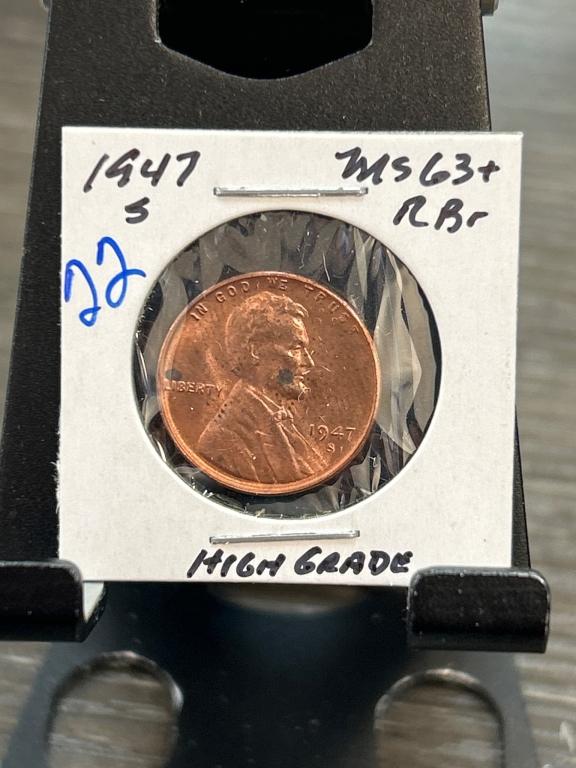 1947 MS63+
S RBr
22
IN GOD WE TRUST
LIBERTY
1947
S
HIGH GRADE